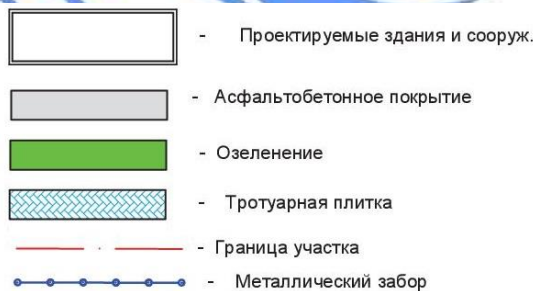 - Проектируемые здания и сооруж.
- Асфальтобетонное покрытие
- Озеленение
- Тротуарная плитка
- Граница участка
- Металлический забор